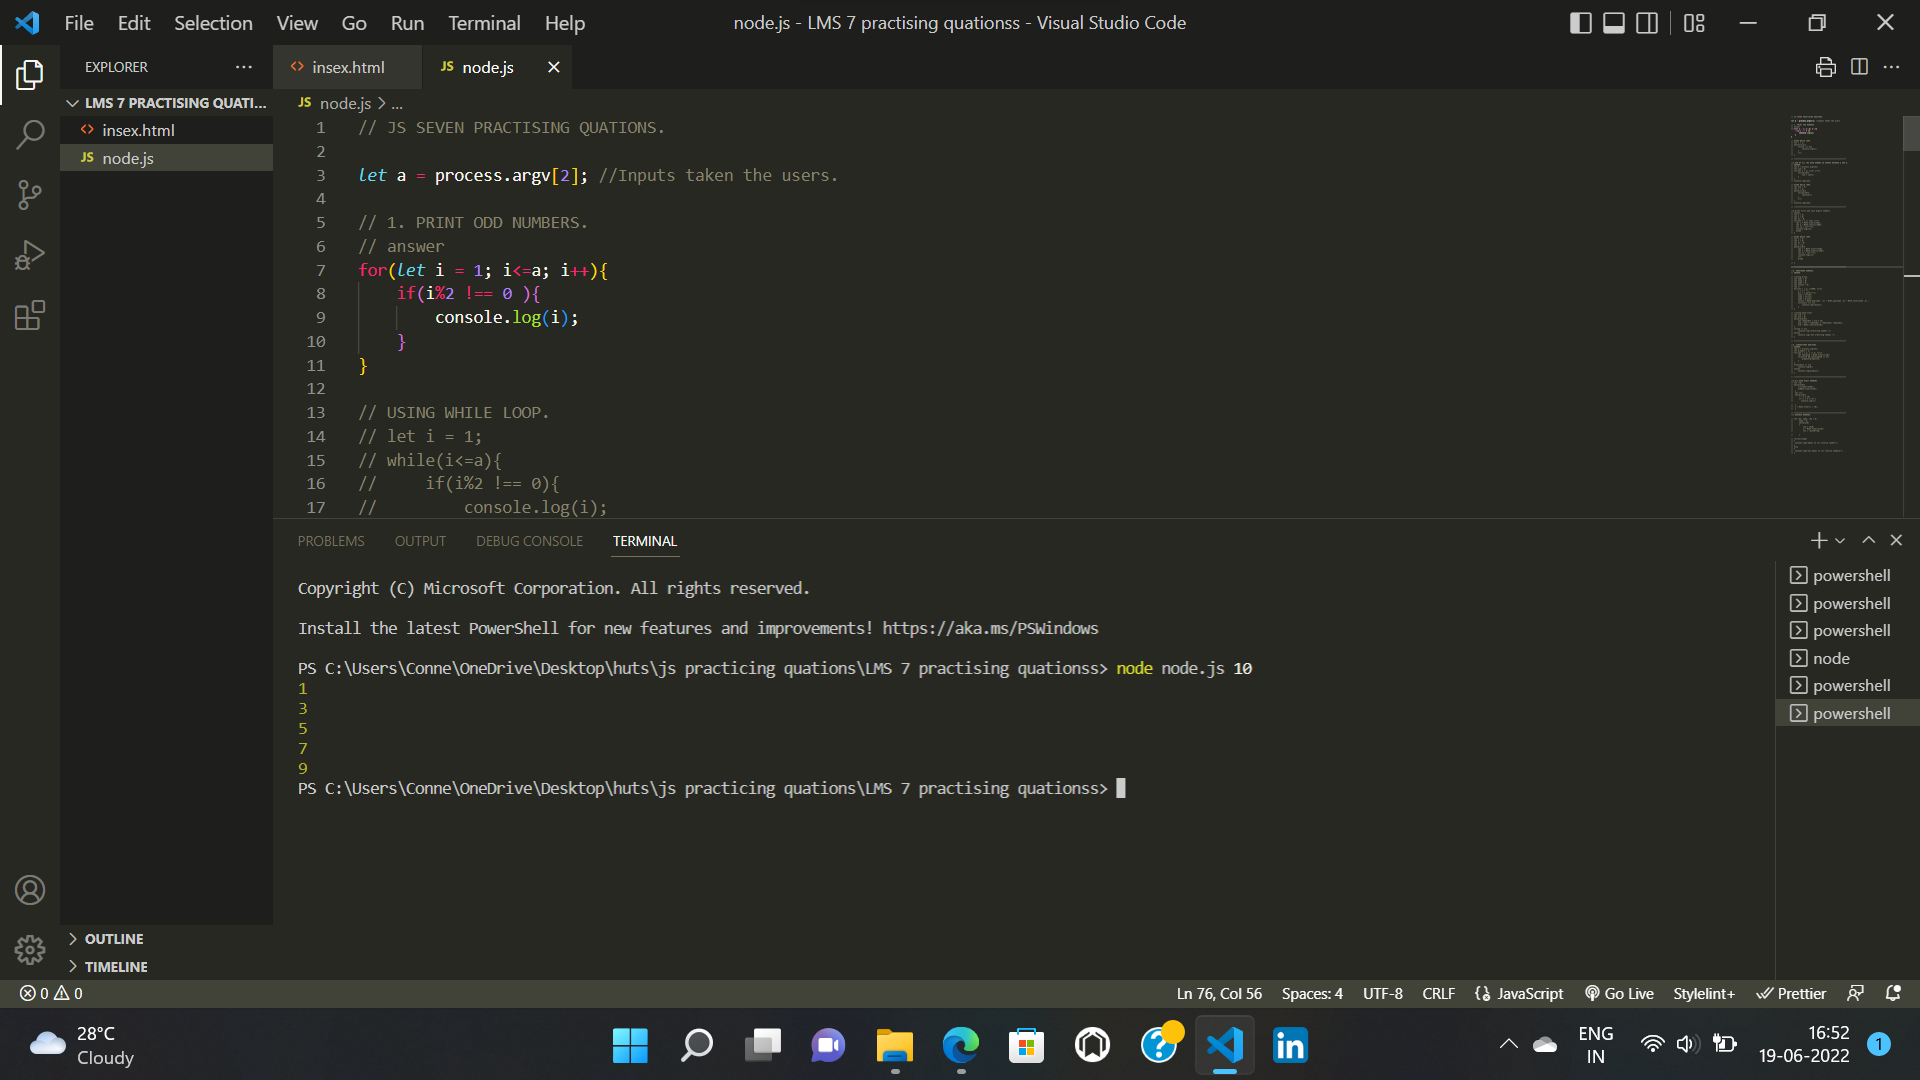 File Edit Selection View Go Run Terminal Help
node.js - LMS 7 practising quationss - Visual Studio Code
EXPLORER
LMS 7 PRACTISING QUATI...
insex.html
JS node.js
insex.html
JS node.js
JS node.js > ...
1 // JS SEVEN PRACTISING QUATIONS.
2
3 let a = process.argv[2]; //Inputs taken the users.
4
5 // 1. PRINT ODD NUMBERS.
6 // answer
7 for(let i = 1; i<=a; i++){
8 if(i%2 !== 0 ){
9 console.log(i);
10 }
11 }
12
13 // USING WHILE LOOP.
14 // let i = 1;
15 // while(i<=a){
16 // if(i%2 !== 0){
17 // console.log(i);
PROBLEMS OUTPUT DEBUG CONSOLE TERMINAL
Copyright (C) Microsoft Corporation. All rights reserved.
Install the latest PowerShell for new features and improvements! https://aka.ms/PSWindows
PS C:\Users\Conne\OneDrive\Desktop\huts\js practicing quations\LMS 7 practising quationss> node node.js 10
1
3
5
7
9
PS C:\Users\Conne\OneDrive\Desktop\huts\js practicing quations\LMS 7 practising quationss>
powershell
powershell
powershell
node
powershell
powershell
OUTLINE
TIMELINE
0 0
Ln 76, Col 56 Spaces: 4 UTF-8 CRLF JavaScript Go Live Stylelint+ Prettier
28°C
Cloudy
in
ENG
IN
16:52
19-06-2022
1